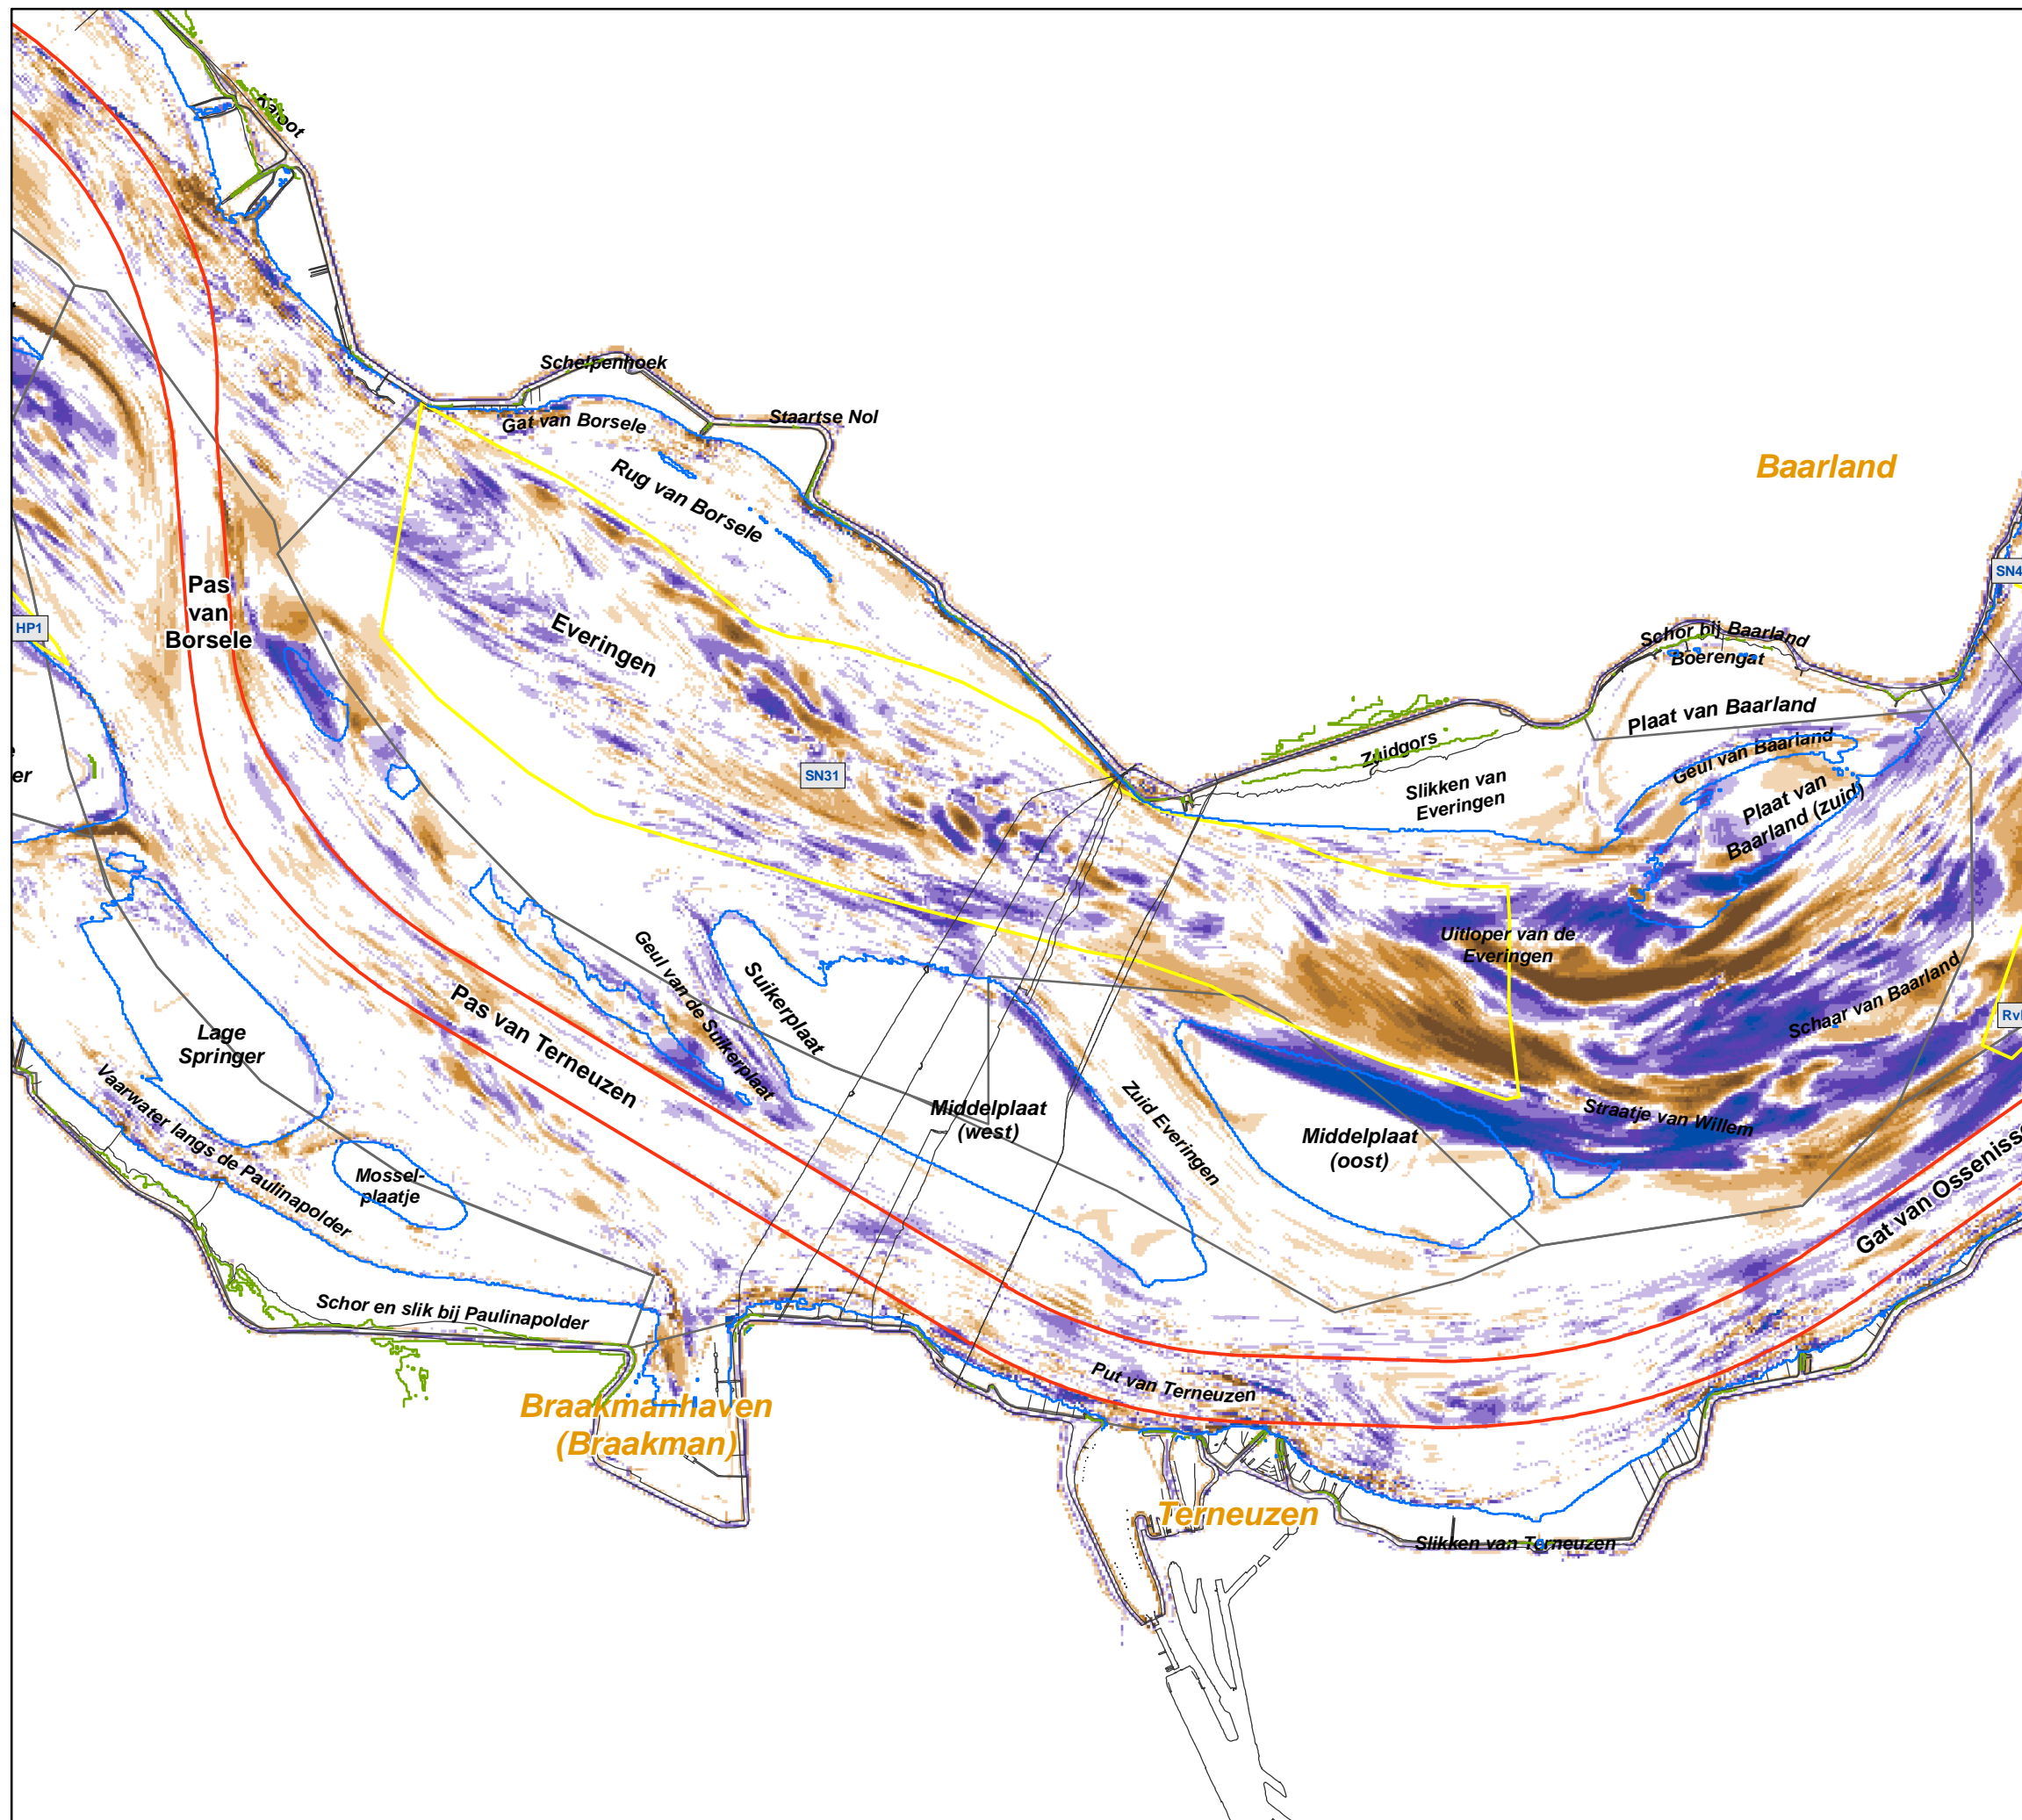 Kaloot
Schelpenhoek
Gat van Borsele
Staartse Nol
Rug van Borsele
Baarland
SN4
HP1
Pas
van
Borsele
Everingen
Schor bij Baarland
Boerengat
Plaat van Baarland
Zuidgors
Geul van Baarland
er
SN31
Slikken van
Everingen
Plaat van
Baarland (zuid)
Uitloper van de
Everingen
Geul van de Suikerplaat
Suikerplaat
Schaar van Baarland
Lage
Springer
Pas van Terneuzen
Vaarwater langs de Paulinapolder
Middelplaat
(west)
Zuid Everingen
Middelplaat
(oost)
Straatje van Willem
Mossel-
plaatje
Gat van Ossenisse
Schor en slik bij Paulinapolder
Put van Terneuzen
Braakmanhaven
(Braakman)
Terneuzen
Slikken van Terneuzen